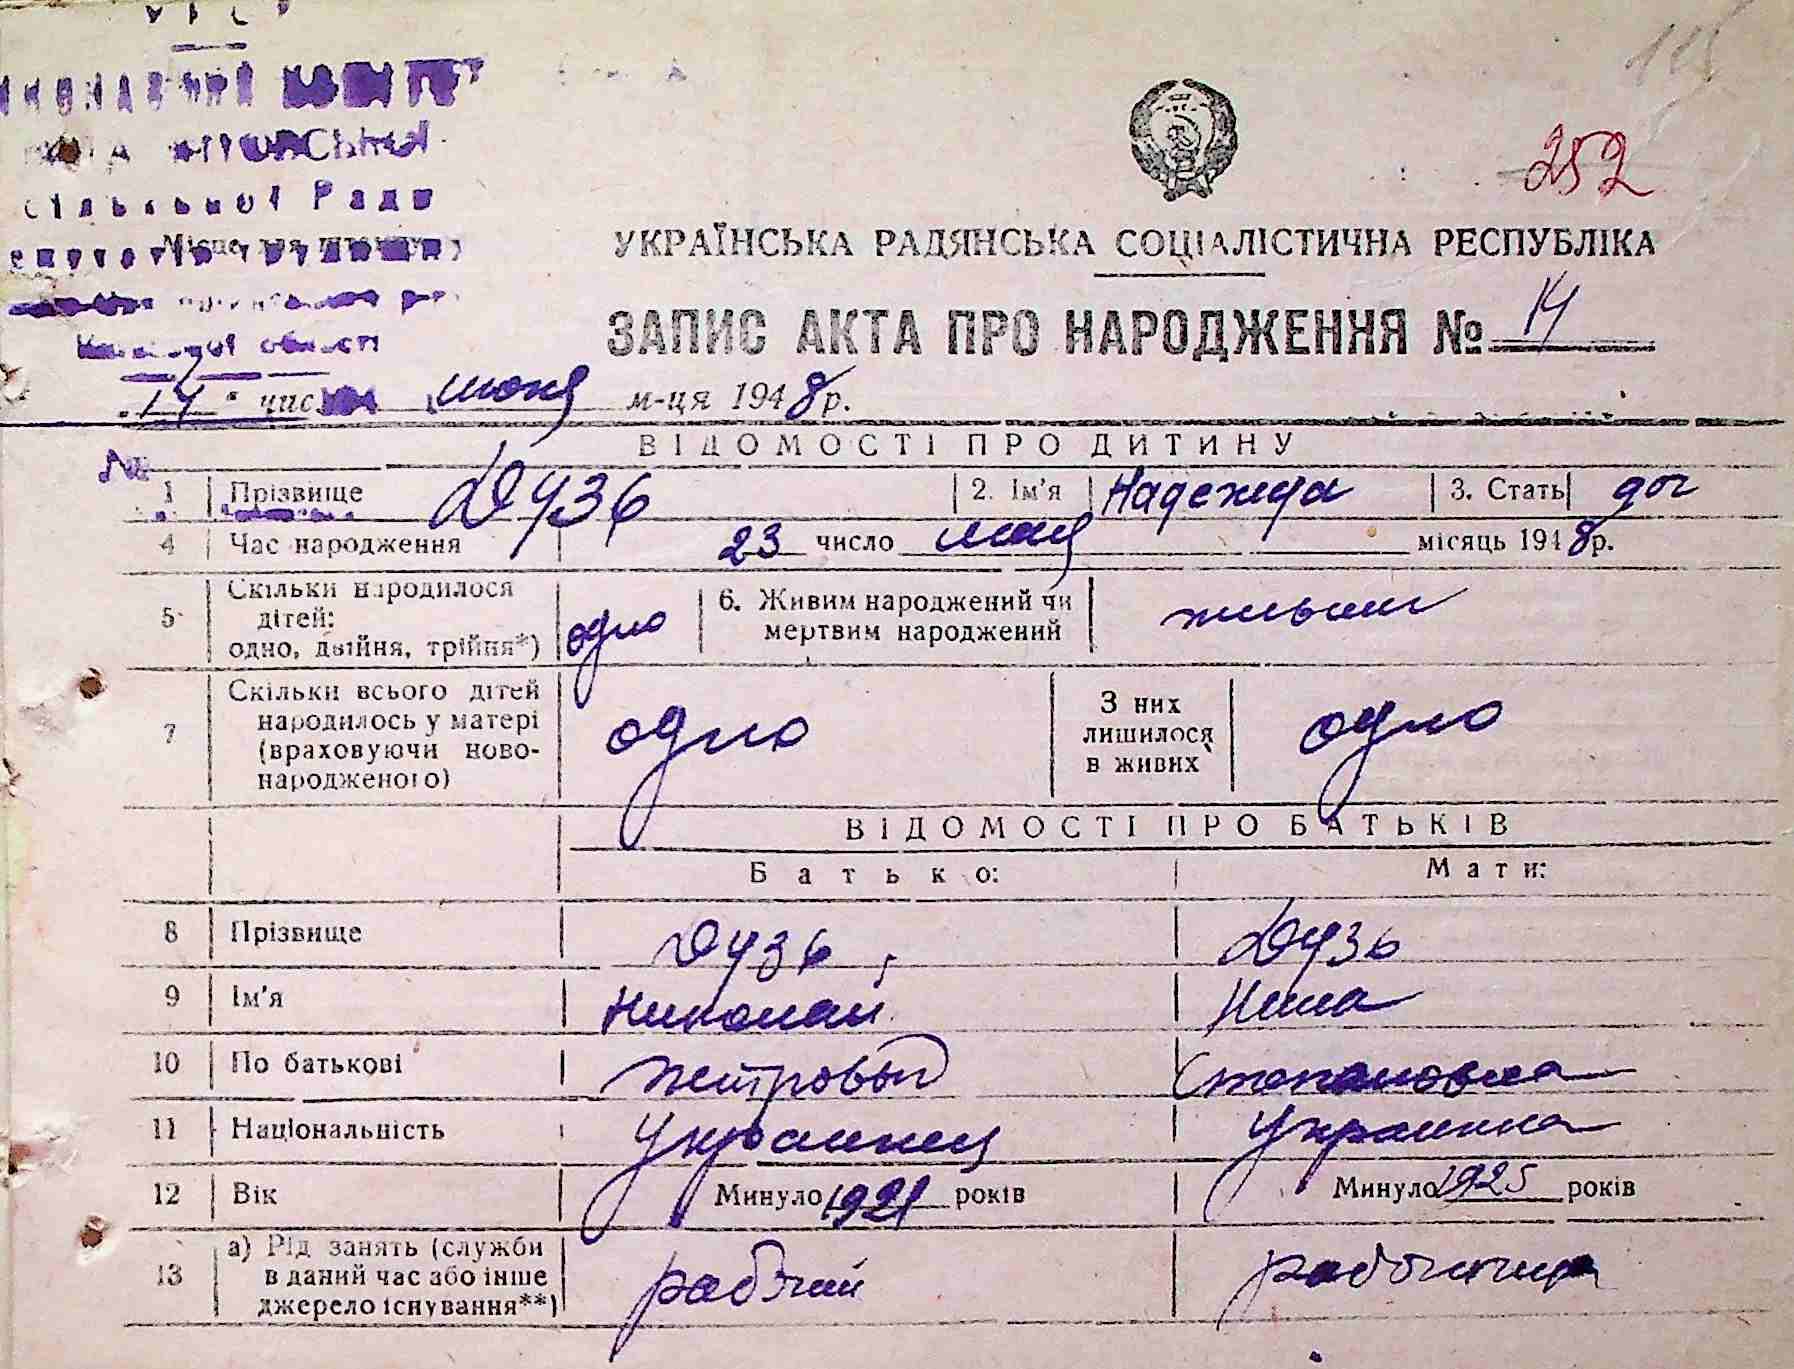 252
сільської Ради
області
УКРАЇНСЬКА РАДЯНСЬКА СОЦІАЛІСТИЧНА РЕСПУБЛІКА
ЗАПИС АКТА ПРО НАРОДЖЕННЯ № 14
„14" числа июня м-ця 1948 р.
ВІДОМОСТІ ПРО ДИТИНУ
1 Прізвище Дузь 2. Ім'я Надежда 3. Стать доч
4 Час народження 23 число мая місяць 1948 р.
5 Скільки народилося
дітей:
одно, двійня, трійня*) одно
6. Живим народжений чи
мертвим народжений живым
7 Скільки всього дітей
народилось у матері
(враховуючи ново-
народженого) одно
З них
лишилося
в живих одно
ВІДОМОСТІ ПРО БАТЬКІВ
Батько: Мати:
8 Прізвище Дузь Дузь
9 Ім'я Николай Нина
10 По батькові Петрович Степановна
11 Національність Украинец Украинка
12 Вік Минуло 1921 років Минуло 1925 років
13 а) Рід занять (служби
в даний час або інше
джерело існування**) рабочий работница